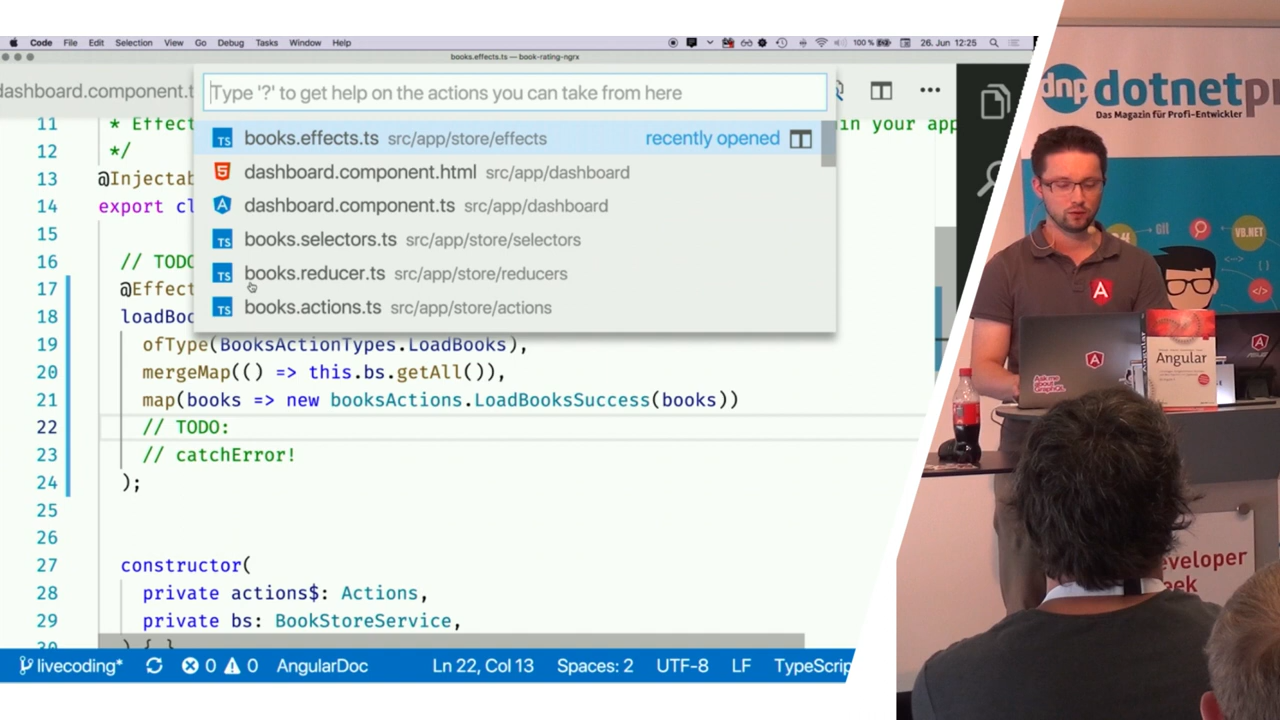 Code File Edit Selection View Go Debug Tasks Window Help 100 % 26. Jun 12:25
books.effects.ts — book-rating-ngrx
dashboard.component.t
Type '?' to get help on the actions you can take from here
books.effects.ts src/app/store/effects recently opened
dashboard.component.html src/app/dashboard
dashboard.component.ts src/app/dashboard
books.selectors.ts src/app/store/selectors
books.reducer.ts src/app/store/reducers
books.actions.ts src/app/store/actions
11 * Effect in your app
12 */
13 @Injectab
14 export cl
15
16 // TODO
17 @Effect
18 loadBoo
19 ofType(BooksActionTypes.LoadBooks),
20 mergeMap(() => this.bs.getAll()),
21 map(books => new booksActions.LoadBooksSuccess(books))
22 // TODO:
23 // catchError!
24 );
25
26
27 constructor(
28 private actions$: Actions,
29 private bs: BookStoreService,
30 ) { }
livecoding* 0 0 AngularDoc Ln 22, Col 13 Spaces: 2 UTF-8 LF TypeScrip
dnp dotnetpr
Das Magazin für Profi-Entwickler
Git
VB.NET
</>
A
Angular
Ask me
about
GraphQL
ASUS
eveloper
eek